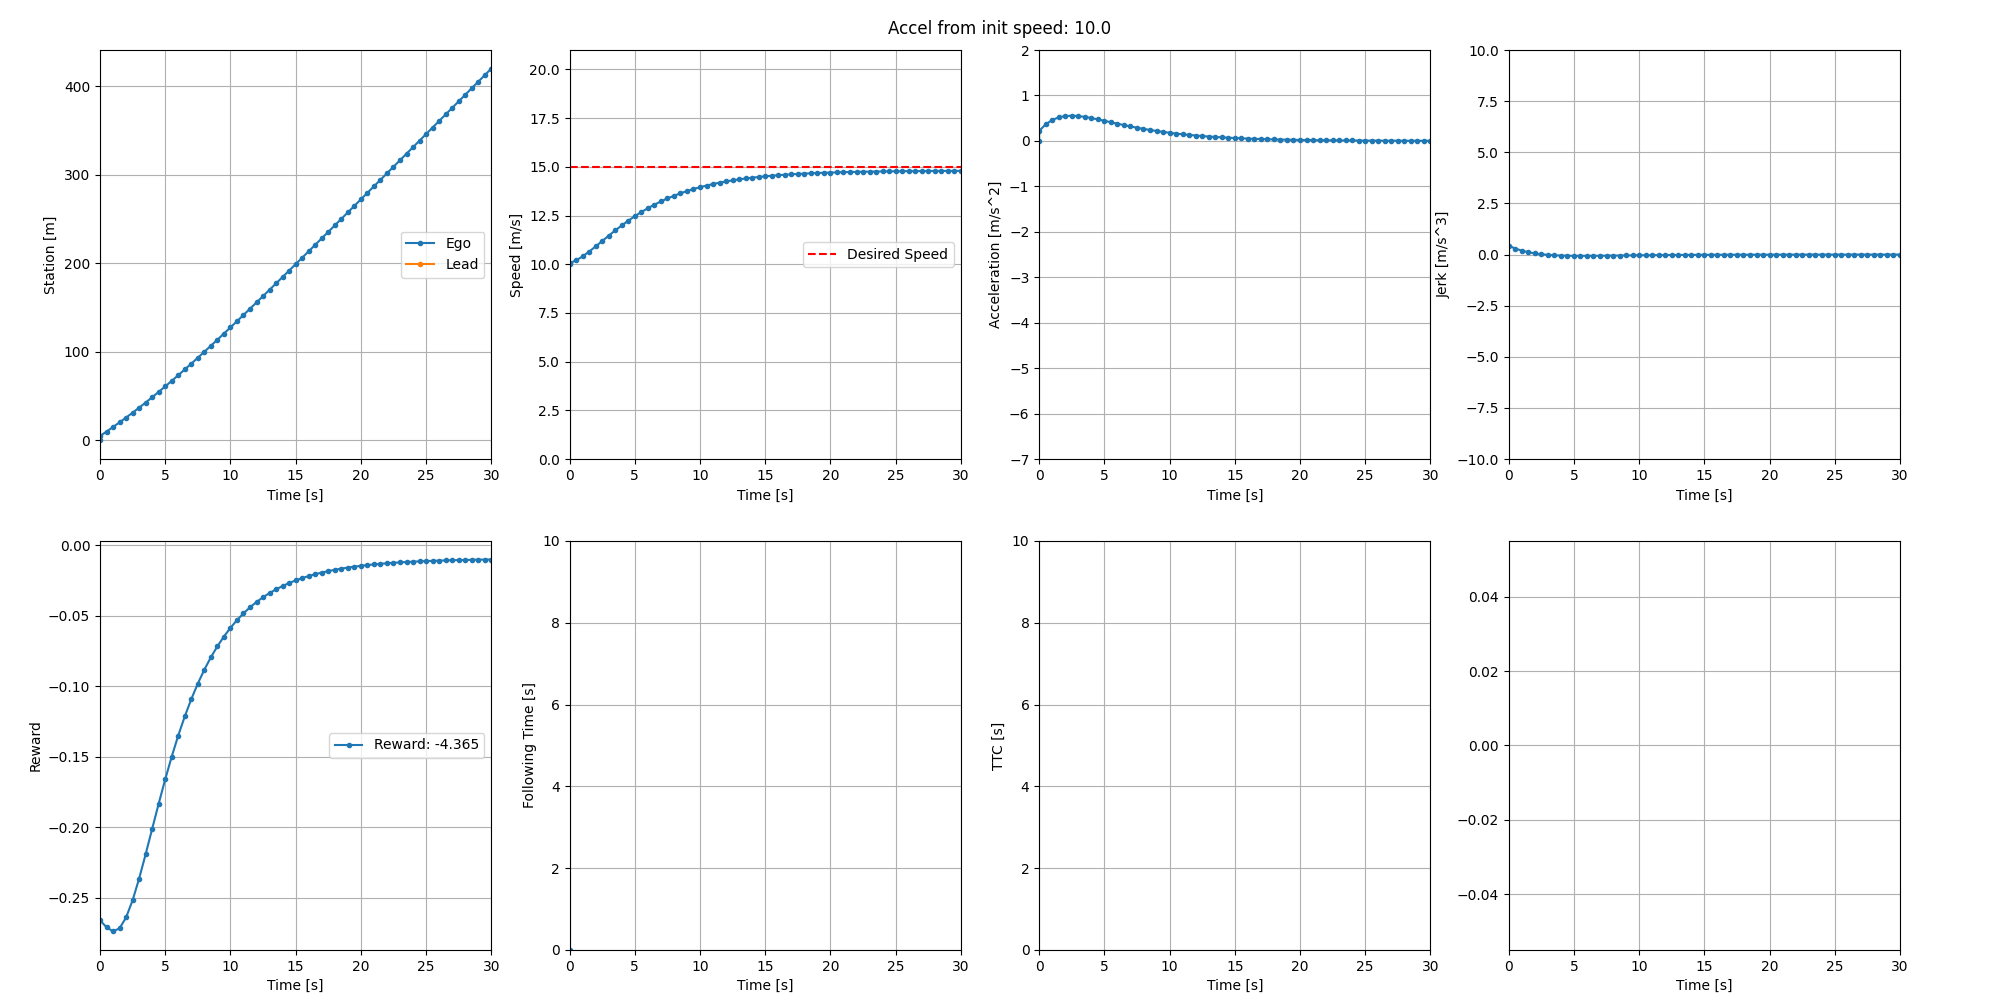 Accel from init speed: 10.0
Station [m]
400
300
200
100
0
Ego
Lead
0 5 10 15 20 25 30
Time [s]
Speed [m/s]
20.0
17.5
15.0
12.5
10.0
7.5
5.0
2.5
0.0
Desired Speed
0 5 10 15 20 25 30
Time [s]
Acceleration [m/s^2]
2
1
0
−1
−2
−3
−4
−5
−6
−7
0 5 10 15 20 25 30
Time [s]
Jerk [m/s^3]
10.0
7.5
5.0
2.5
0.0
−2.5
−5.0
−7.5
−10.0
0 5 10 15 20 25 30
Time [s]
Reward
0.00
−0.05
−0.10
−0.15
−0.20
−0.25
Reward: -4.365
0 5 10 15 20 25 30
Time [s]
Following Time [s]
10
8
6
4
2
0
0 5 10 15 20 25 30
Time [s]
TTC [s]
10
8
6
4
2
0
0 5 10 15 20 25 30
Time [s]
0.04
0.02
0.00
−0.02
−0.04
0 5 10 15 20 25 30
Time [s]